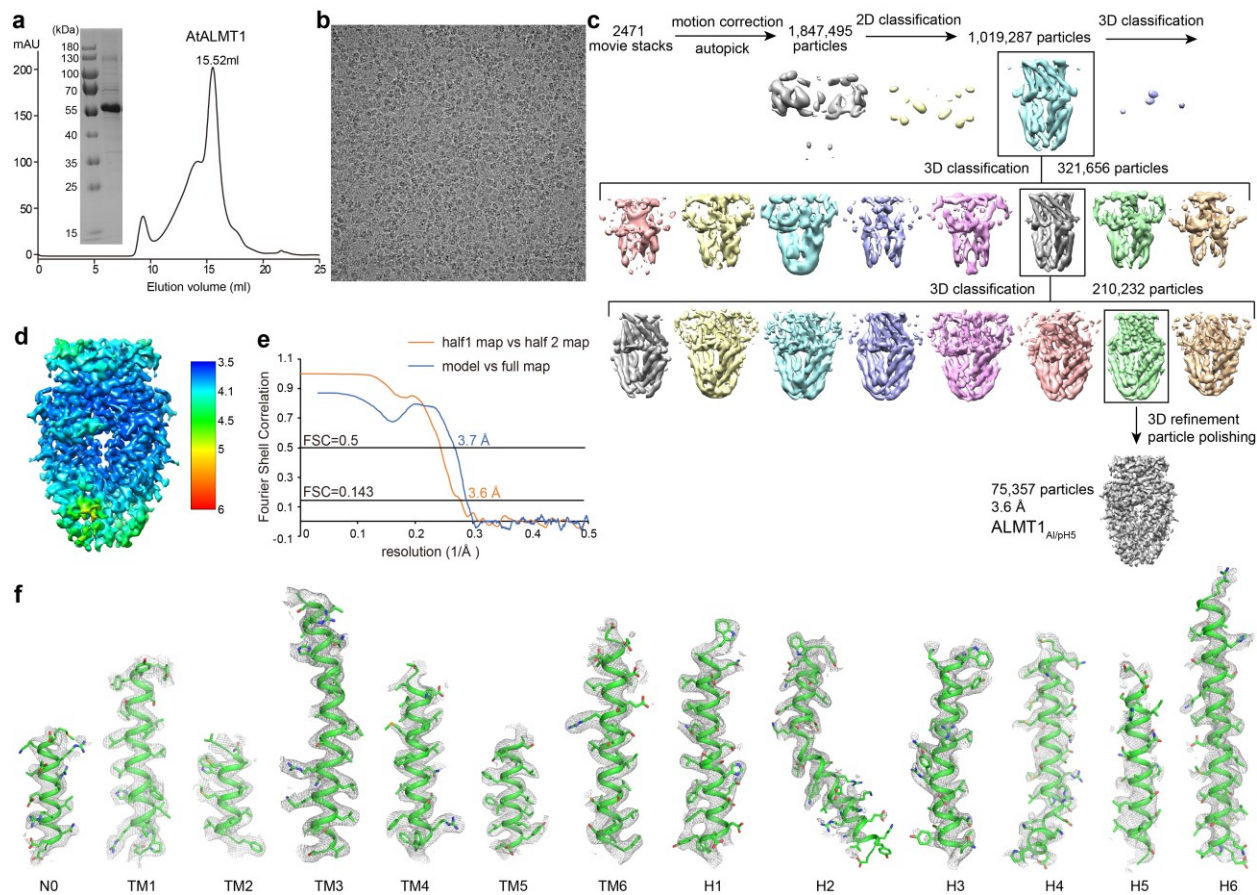 a
mAU
200
150
100
50
0
(kDa)
180
130
100
70
55
40
35
25
15
AtALMT1
15.52ml
0
5
10
15
20
25
Elution volume (ml)
b
c
2471
movie stacks
motion correction
autopick
1,847,495
particles
2D classification
1,019,287 particles
3D classification
3D classification
321,656 particles
3D classification
210,232 particles
3D refinement
particle polishing
75,357 particles
3.6 Å
ALMT1Al/pH5
d
3.5
4.1
4.5
5
6
e
half1 map vs half 2 map
model vs full map
Fourier Shell Correlation
1.1
0.9
0.7
0.5
0.3
0.1
-0.1
FSC=0.5
3.7 Å
FSC=0.143
3.6 Å
0
0.1
0.2
0.3
0.4
0.5
resolution (1/Å)
f
N0
TM1
TM2
TM3
TM4
TM5
TM6
H1
H2
H3
H4
H5
H6